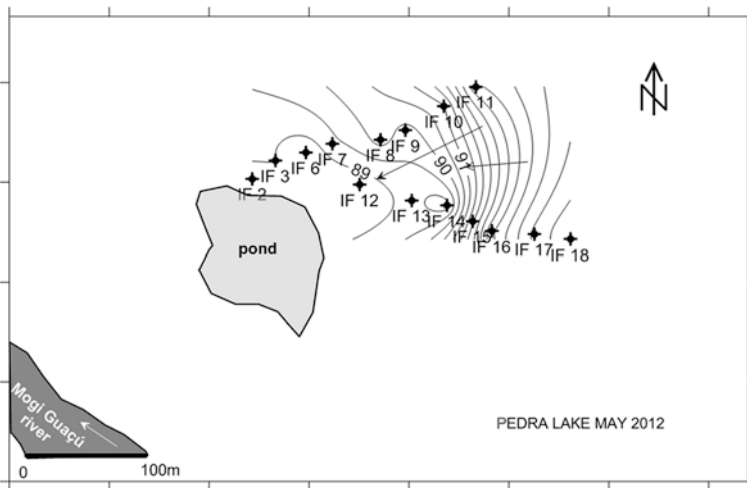 IF 11
IF 10
IF 9
IF 8
IF 7
IF 6
IF 3
IF 2
89
90
91
IF 12
IF 13
IF 14
IF 15
IF 16
IF 17
IF 18
pond
N
Mogi Guaçú
river
0
100m
PEDRA LAKE MAY 2012